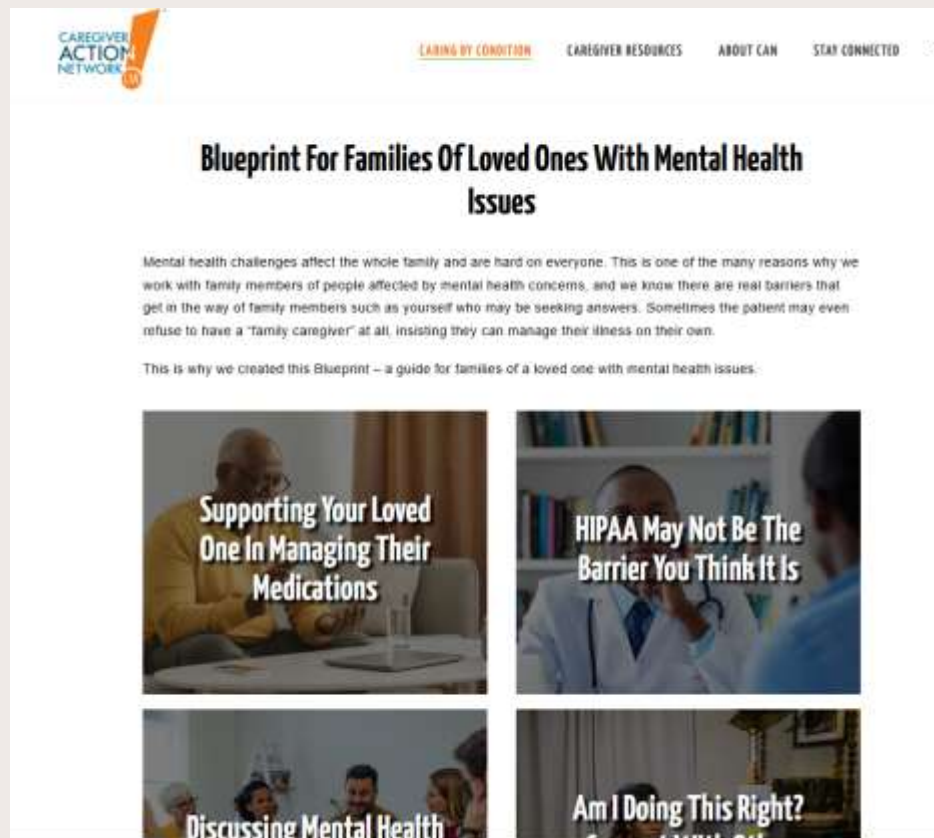 CAREGIVER
ACTION
NETWORK
CARING BY CONDITION CAREGIVER RESOURCES ABOUT CAN STAY CONNECTED
Blueprint For Families Of Loved Ones With Mental Health
Issues
Mental health challenges affect the whole family and are hard on everyone. This is one of the many reasons why we
work with family members of people affected by mental health concerns, and we know there are real barriers that
get in the way of family members such as yourself who may be seeking answers. Sometimes the patient may even
refuse to have a "family caregiver" at all, insisting they can manage their illness on their own.
This is why we created this Blueprint – a guide for families of a loved one with mental health issues.
Supporting Your Loved
One In Managing Their
Medications
HIPAA May Not Be The
Barrier You Think It Is
Discussing Mental Health
Am I Doing This Right?